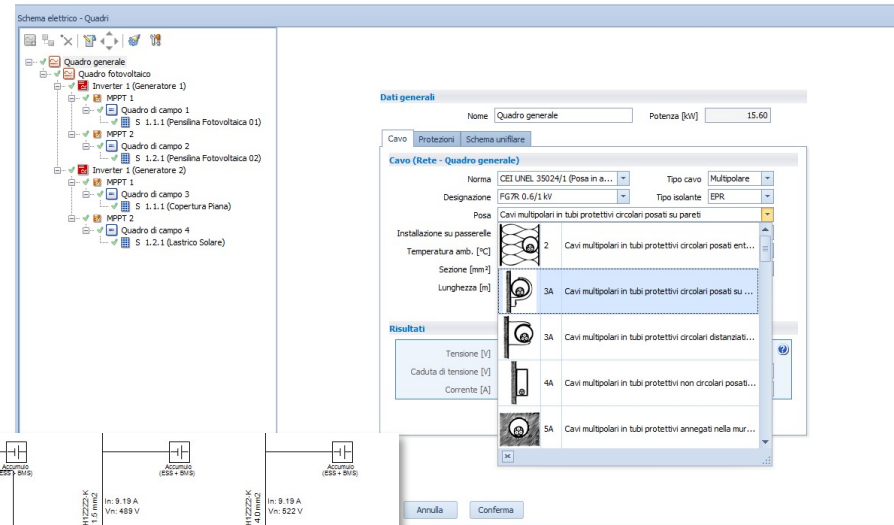 Schema elettrico - Quadri
Quadro generale
Quadro fotovoltaico
Inverter 1 (Generatore 1)
MPPT 1
Quadro di campo 1
S 1.1.1 (Pensilina Fotovoltaica 01)
MPPT 2
Quadro di campo 2
S 1.2.1 (Pensilina Fotovoltaica 02)
Inverter 1 (Generatore 2)
MPPT 1
Quadro di campo 3
S 1.1.1 (Copertura Piana)
MPPT 2
Quadro di campo 4
S 1.2.1 (Lastrico Solare)
Dati generali
Nome Quadro generale Potenza [kW] 15.60
Cavo Protezioni Schema unifilare
Cavo (Rete - Quadro generale)
Norma CEI UNEL 35024/1 (Posa in a... Tipo cavo Multipolare
Designazione FG7R 0.6/1 kV Tipo isolante EPR
Posa Cavi multipolari in tubi protettivi circolari posati su pareti
Installazione su passerelle
Temperatura amb. [°C]
Sezione [mm²]
Lunghezza [m]
2 Cavi multipolari in tubi protettivi circolari posati ent...
3A Cavi multipolari in tubi protettivi circolari posati su ...
3A Cavi multipolari in tubi protettivi circolari distanziati...
4A Cavi multipolari in tubi protettivi non circolari posati...
5A Cavi multipolari in tubi protettivi annegati nella mur...
Risultati
Tensione [V]
Caduta di tensione [V]
Corrente [A]
Annulla Conferma
Accumulo
(ESS + BMS)
Accumulo
(ESS + BMS)
Accumulo
(ESS + BMS)
H1Z2Z2-K
1.5 mm2
In: 9.19 A
Vn: 489 V
H1Z2Z2-K
4.0 mm2
In: 9.19 A
Vn: 522 V